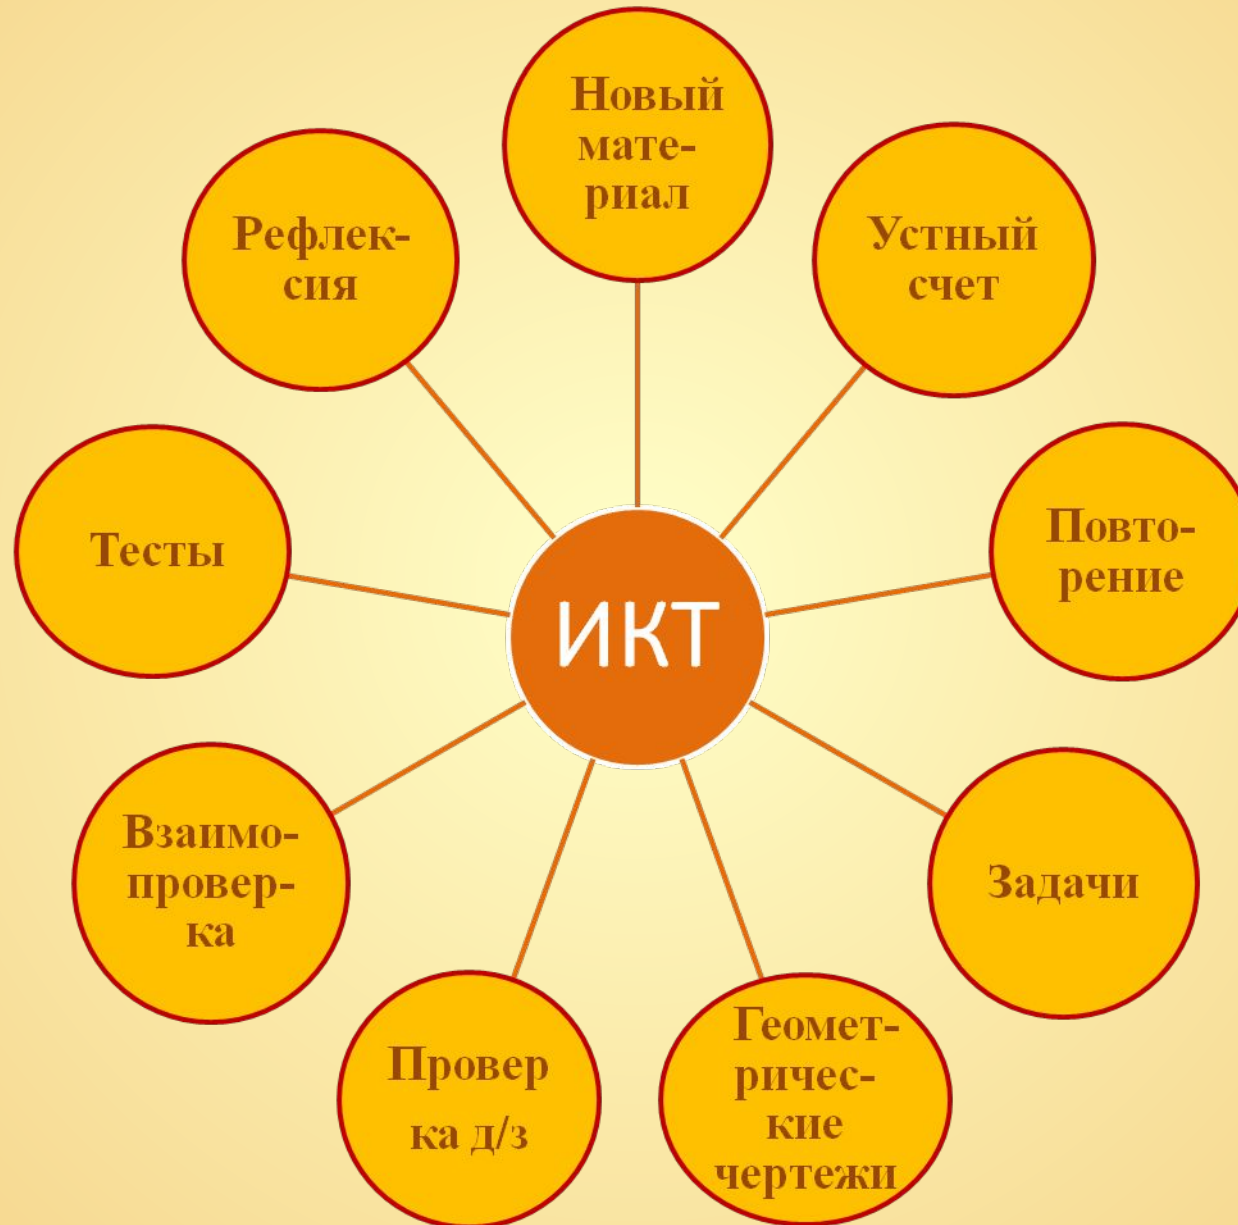 Новый
мате-
риал
Устный
счет
Повто-
рение
Задачи
Геомет-
ричес-
кие
чертежи
Провер
ка д/з
Взаимо-
провер-
ка
Тесты
Рефлек-
сия
ИКТ